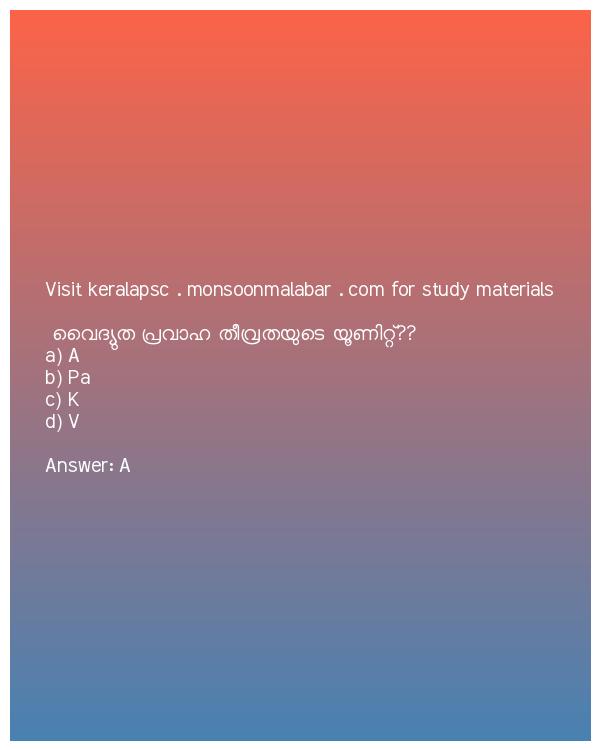 Visit keralapsc . monsoonmalabar . com for study materials
വൈദ്യുത പ്രവാഹ തീവ്രതയുടെ യൂണിറ്റ്??
a) A
b) Pa
c) K
d) V
Answer: A